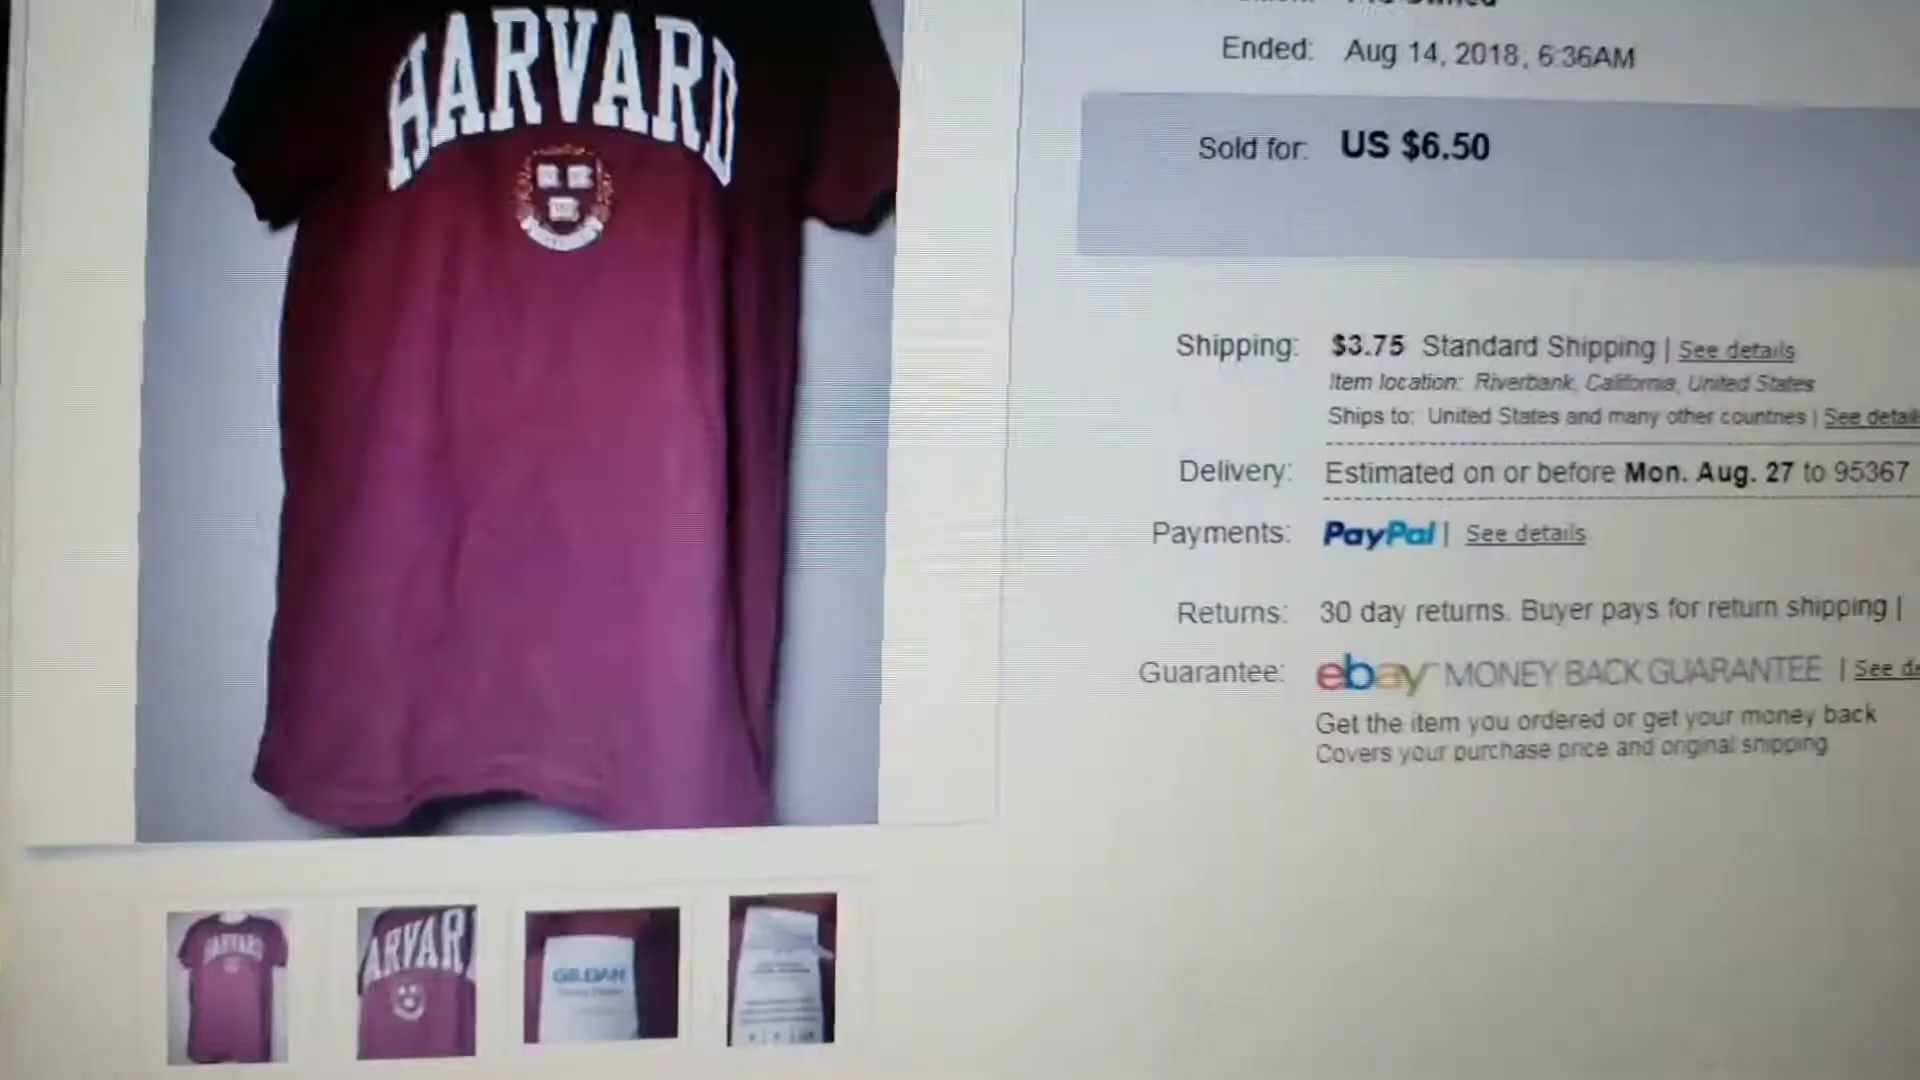 HARVARD
Ended: Aug 14, 2018, 6:36AM
Sold for: US $6.50
Shipping: $3.75 Standard Shipping | See details
Item location: Riverbank, California, United States
Ships to: United States and many other countries | See detail
Delivery: Estimated on or before Mon. Aug. 27 to 95367
Payments: PayPal | See details
Returns: 30 day returns. Buyer pays for return shipping |
Guarantee: ebay MONEY BACK GUARANTEE | See de
Get the item you ordered or get your money back
Covers your purchase price and original shipping
HARVARD
ARVAR
GILDAN